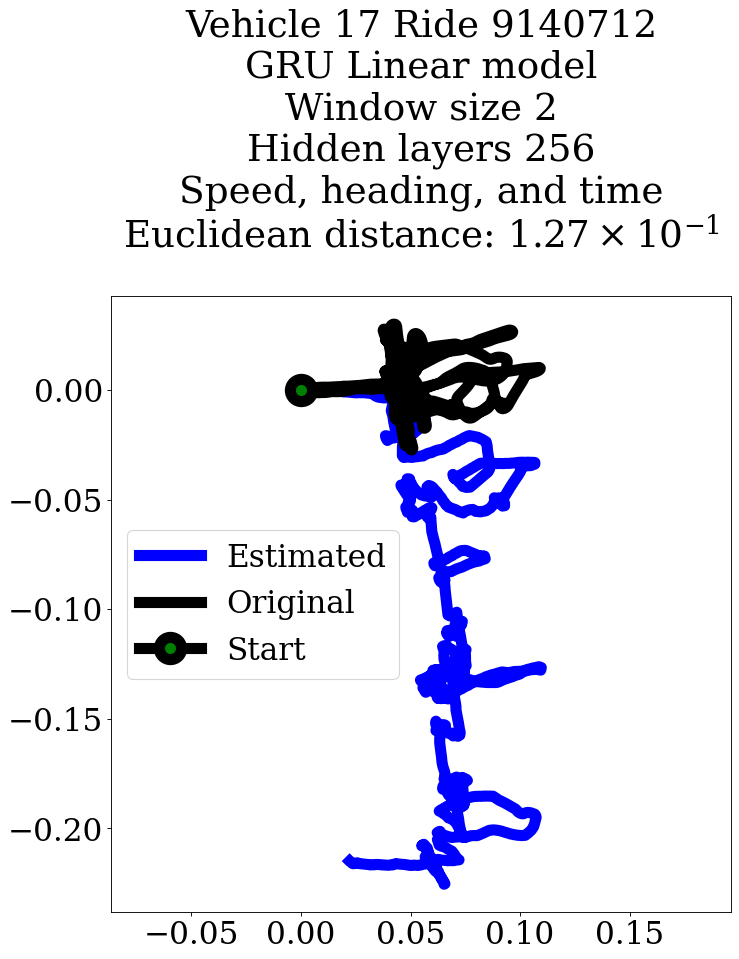 Vehicle 17 Ride 9140712
GRU Linear model
Window size 2
Hidden layers 256
Speed, heading, and time
Euclidean distance: 1.27 × 10⁻¹
0.00
−0.05
−0.10
−0.15
−0.20
Estimated
Original
Start
−0.05 0.00 0.05 0.10 0.15